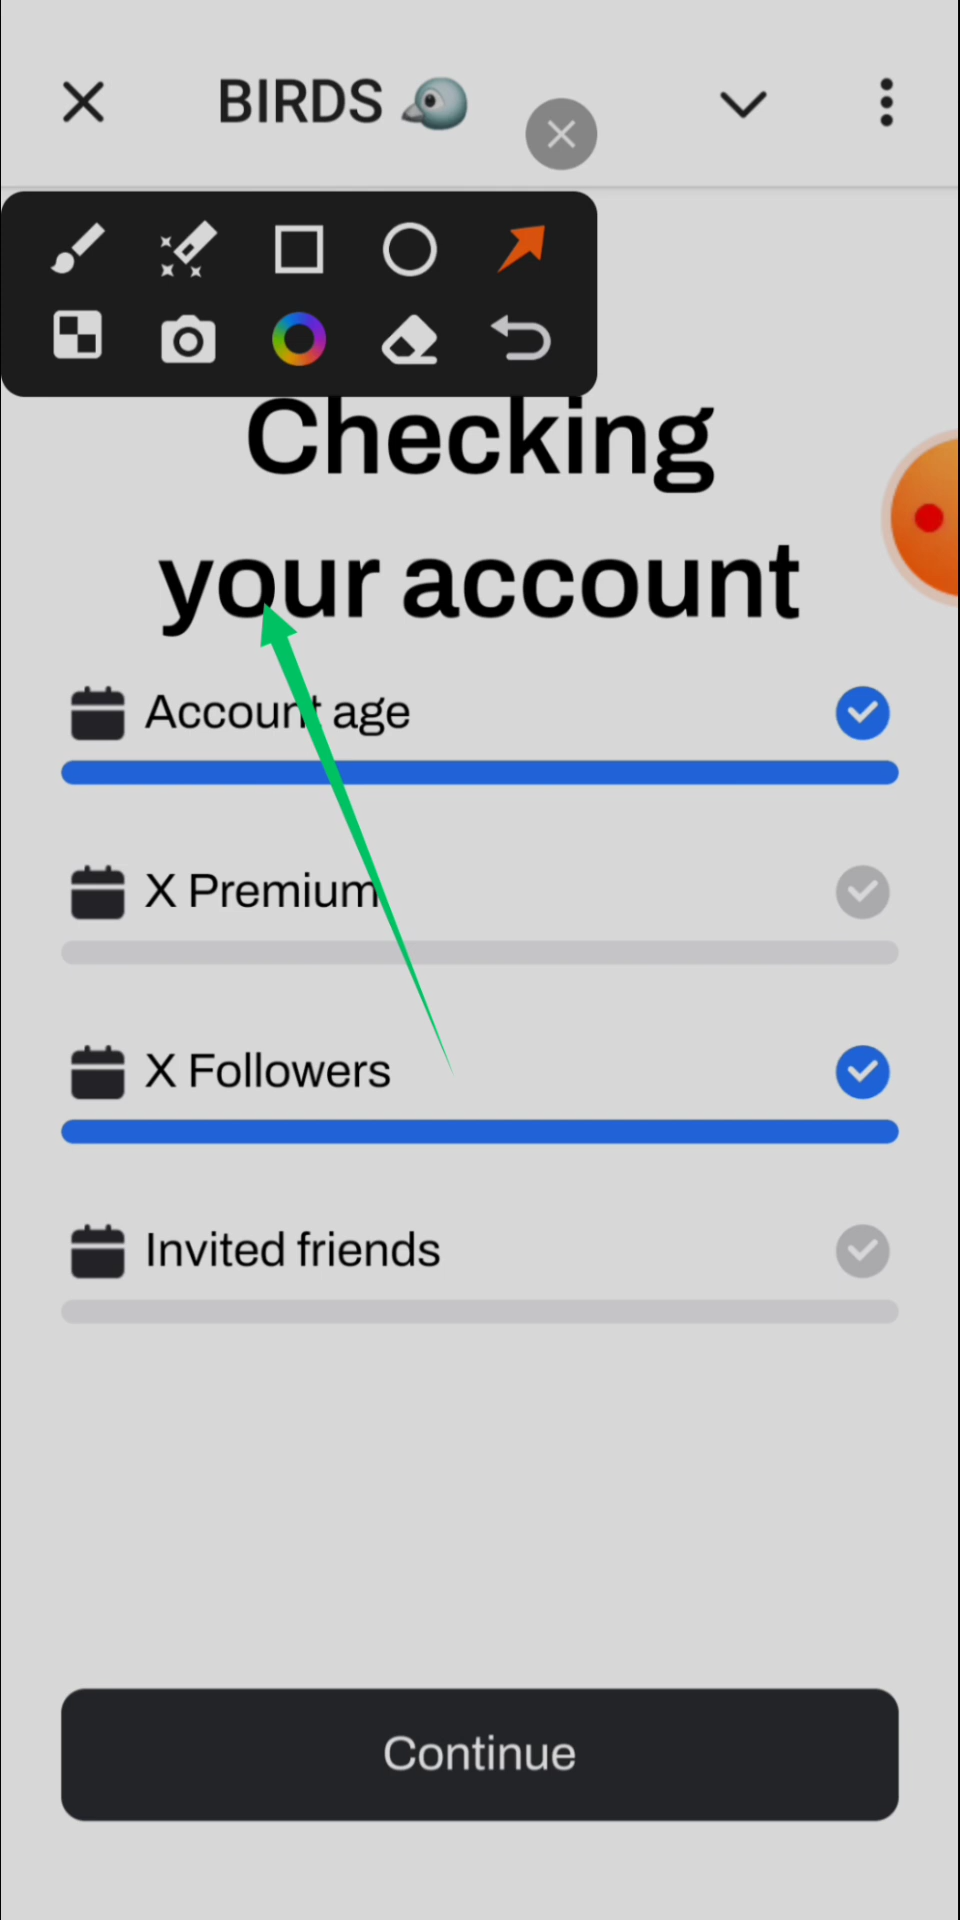 BIRDS
Checking
your account
Account age
X Premium
X Followers
Invited friends
Continue